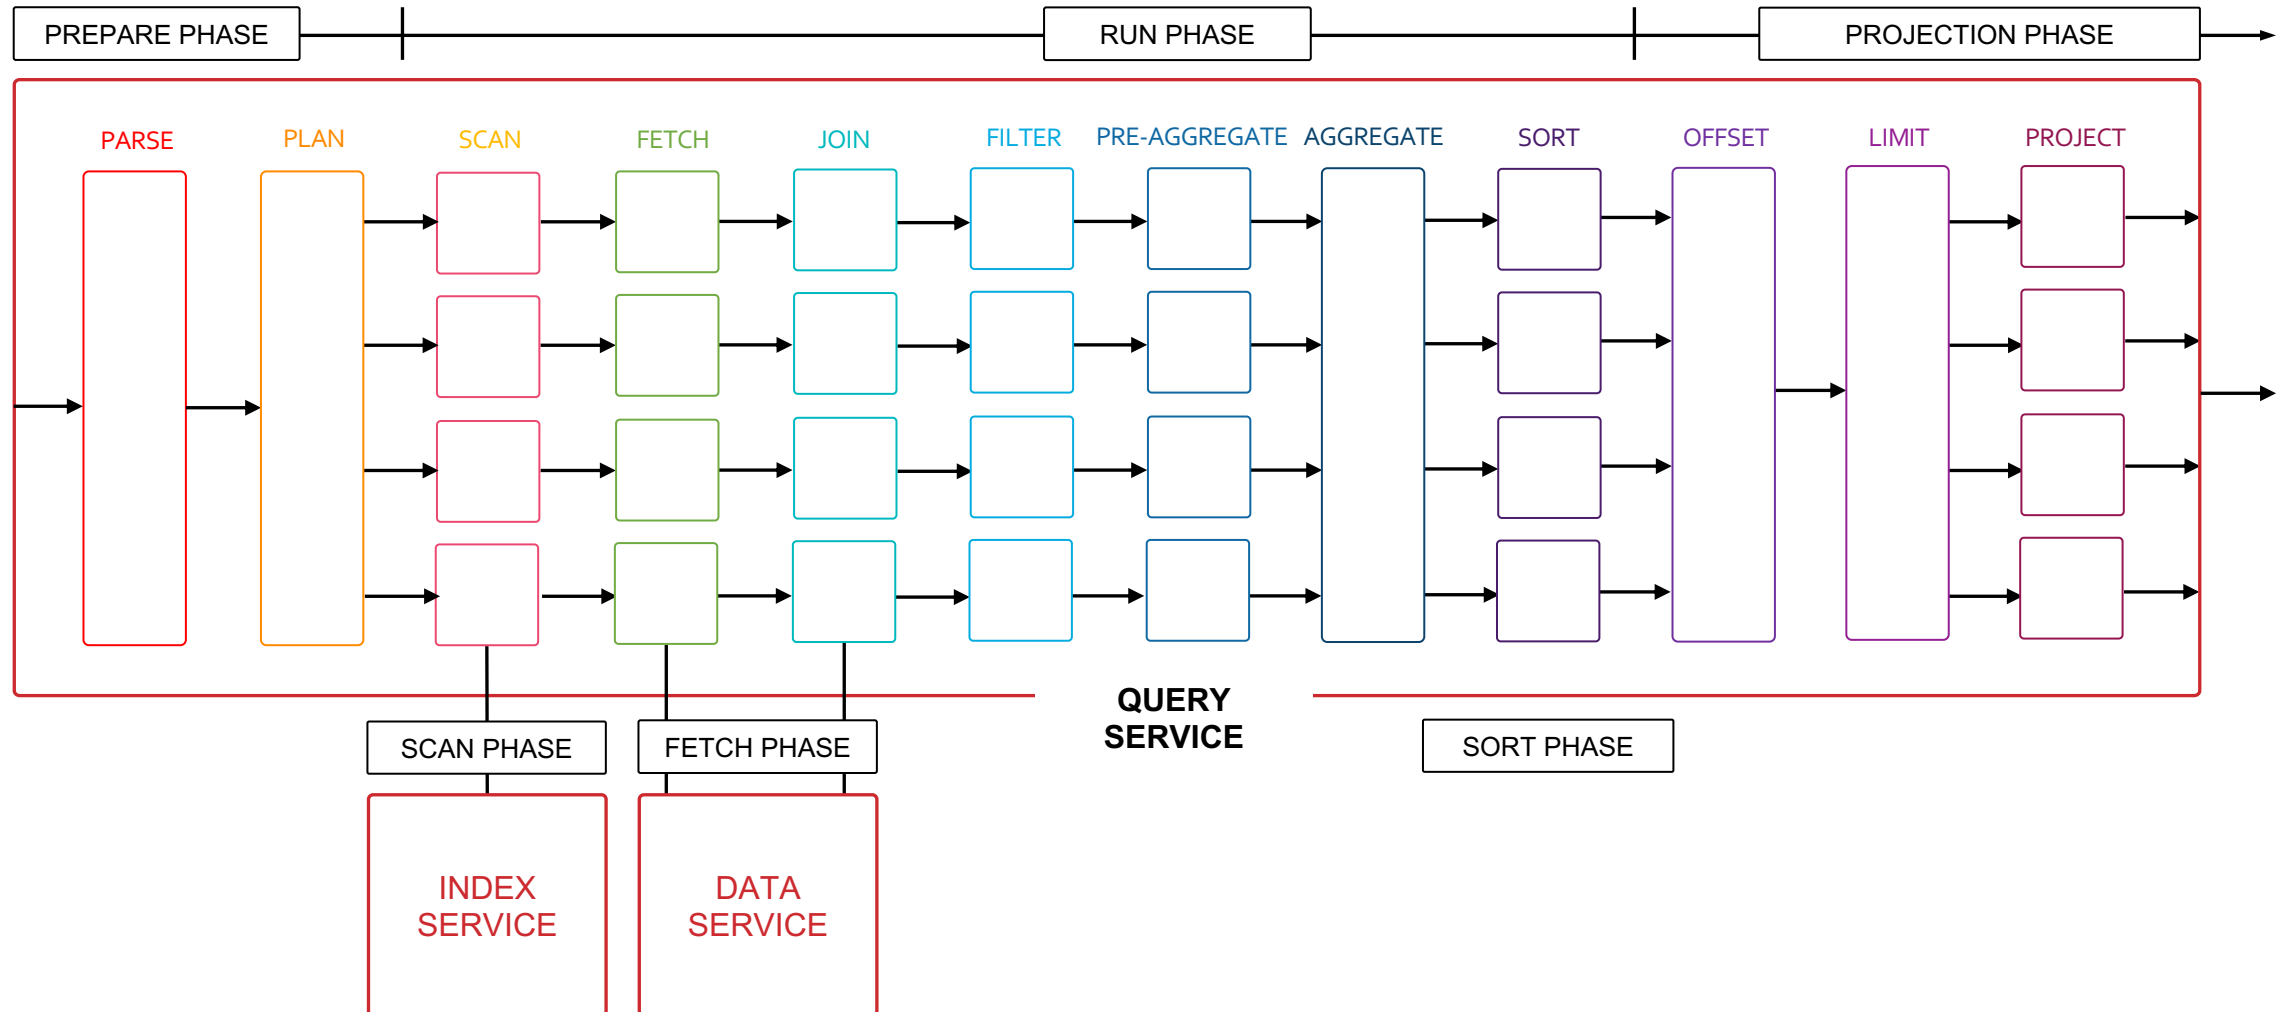 PREPARE PHASE
RUN PHASE
PROJECTION PHASE
PARSE
PLAN
SCAN
FETCH
JOIN
FILTER
PRE-AGGREGATE
AGGREGATE
SORT
OFFSET
LIMIT
PROJECT
QUERY
SERVICE
SCAN PHASE
FETCH PHASE
SORT PHASE
INDEX
SERVICE
DATA
SERVICE